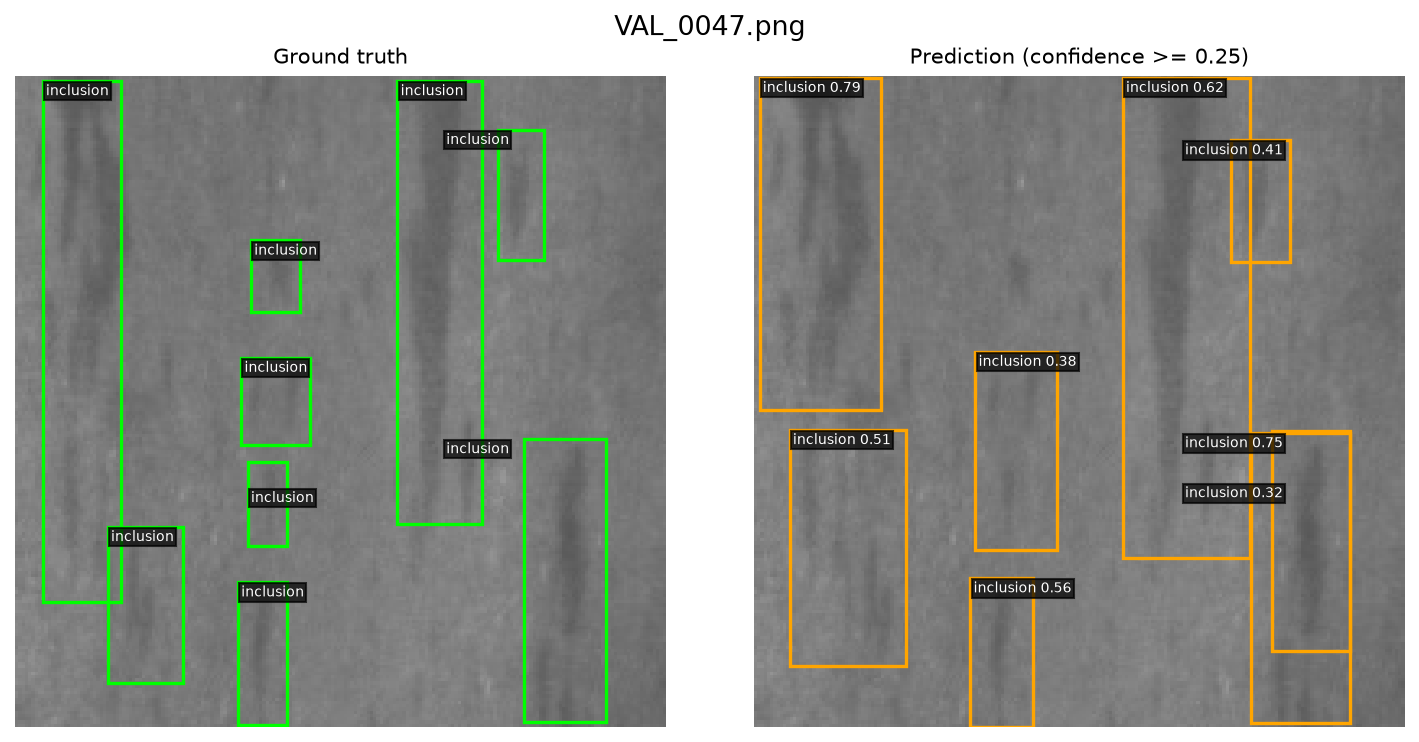 VAL_0047.png
Ground truth
inclusion
inclusion
inclusion
inclusion
inclusion
inclusion
inclusion
inclusion
inclusion
Prediction (confidence >= 0.25)
inclusion 0.79
inclusion 0.62
inclusion 0.41
inclusion 0.38
inclusion 0.51
inclusion 0.75
inclusion 0.32
inclusion 0.56